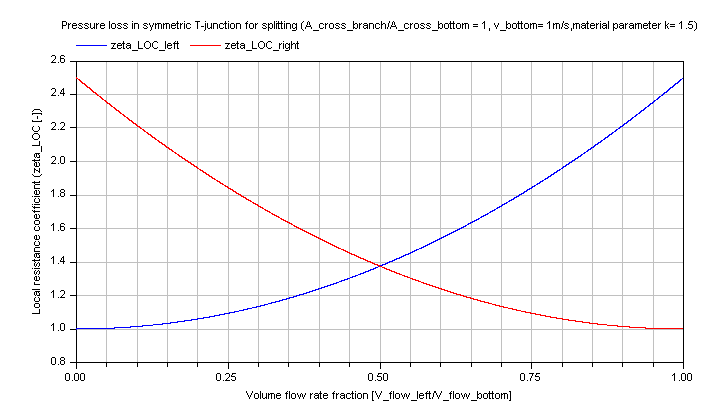 Pressure loss in symmetric T-junction for splitting (A_cross_branch/A_cross_bottom = 1, v_bottom= 1m/s,material parameter k= 1.5)
zeta_LOC_left zeta_LOC_right
Local resistance coefficient (zeta_LOC [-])
2.6
2.4
2.2
2.0
1.8
1.6
1.4
1.2
1.0
0.8
0.00 0.25 0.50 0.75 1.00
Volume flow rate fraction [V_flow_left/V_flow_bottom]